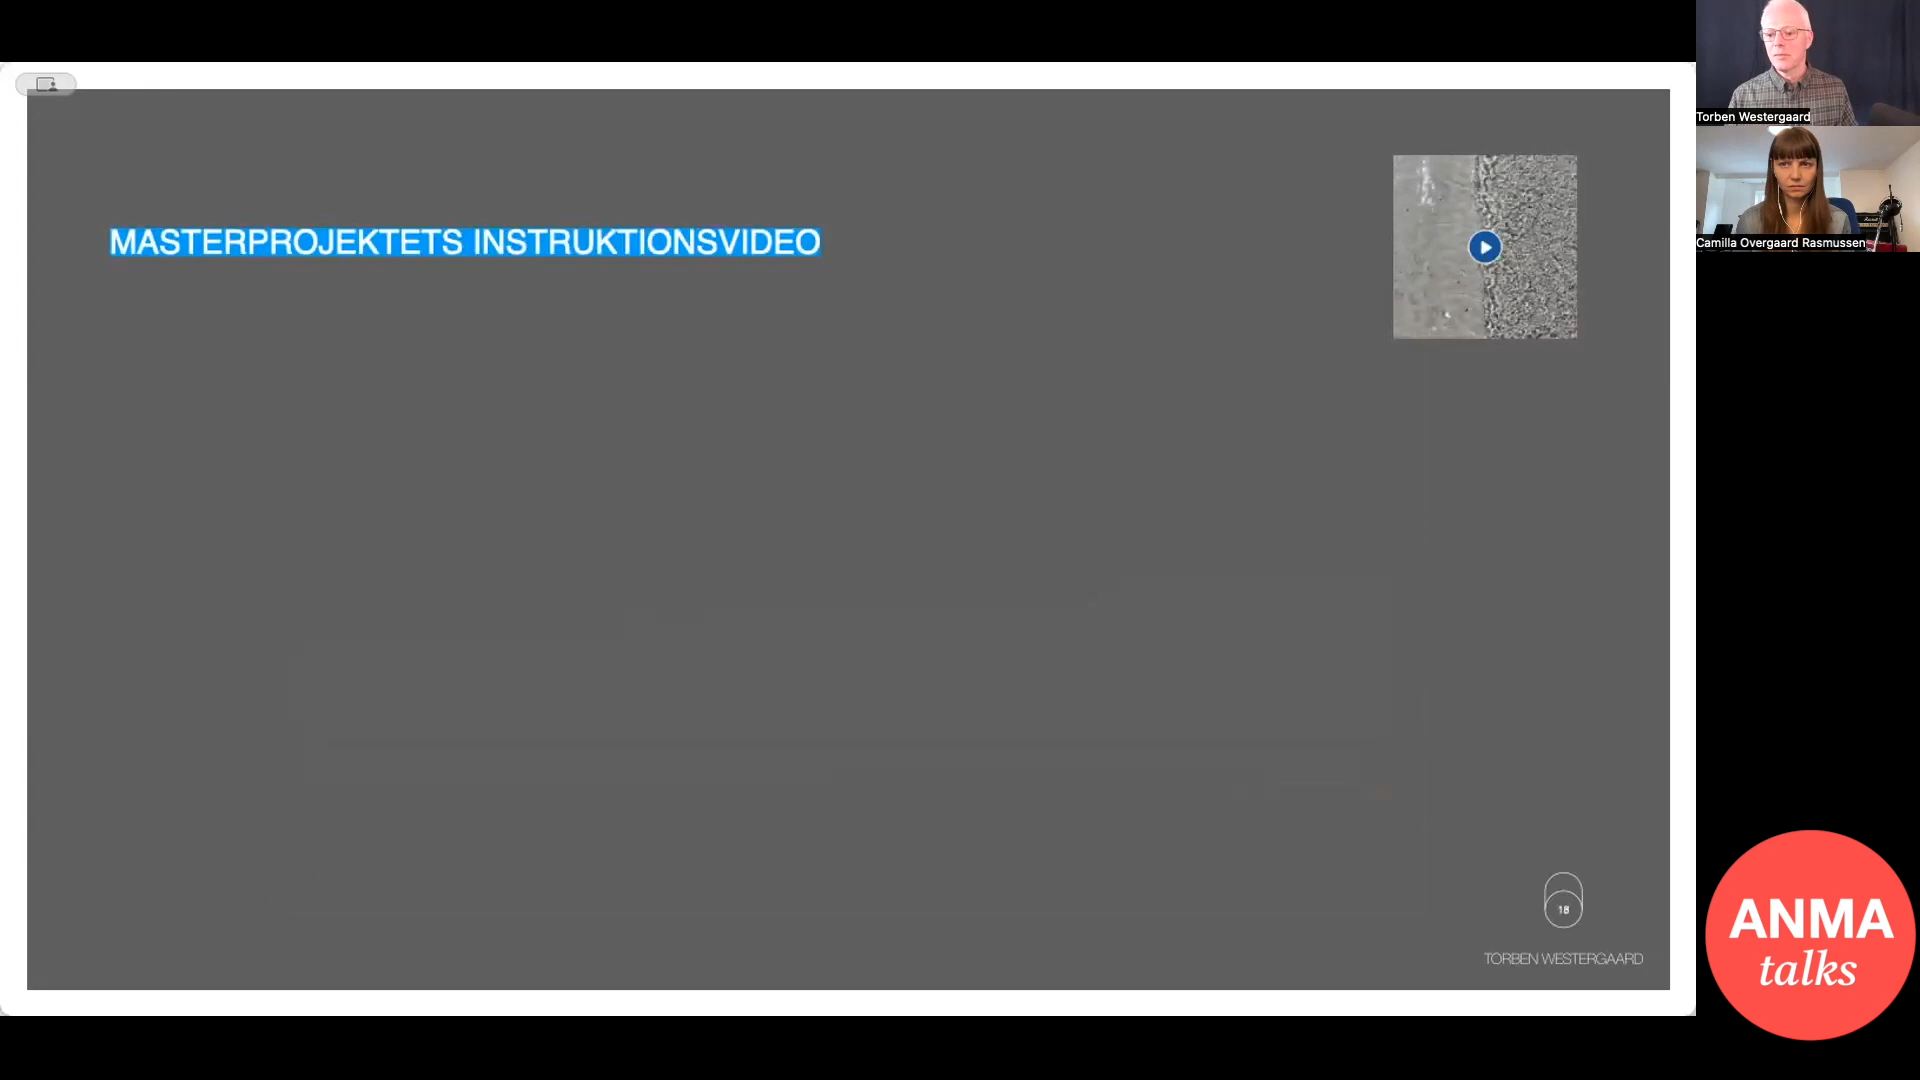 MASTERPROJEKTETS INSTRUKTIONSVIDEO
18
TORBEN WESTERGAARD
Torben Westergaard
Camilla Overgaard Rasmussen
ANMA
talks